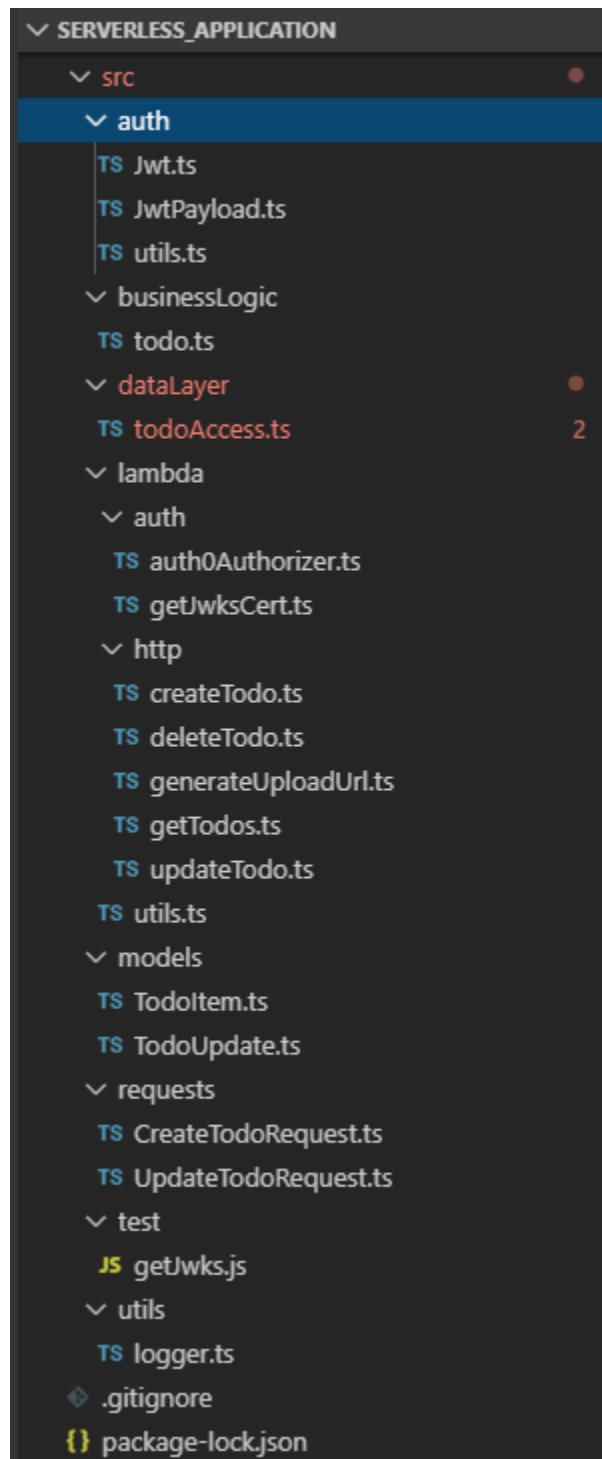 SERVERLESS_APPLICATION
src
auth
TS Jwt.ts
TS JwtPayload.ts
TS utils.ts
businessLogic
TS todo.ts
dataLayer
TS todoAccess.ts 2
lambda
auth
TS auth0Authorizer.ts
TS getJwksCert.ts
http
TS createTodo.ts
TS deleteTodo.ts
TS generateUploadUrl.ts
TS getTodos.ts
TS updateTodo.ts
TS utils.ts
models
TS TodoItem.ts
TS TodoUpdate.ts
requests
TS CreateTodoRequest.ts
TS UpdateTodoRequest.ts
test
JS getJwks.js
utils
TS logger.ts
.gitignore
{} package-lock.json